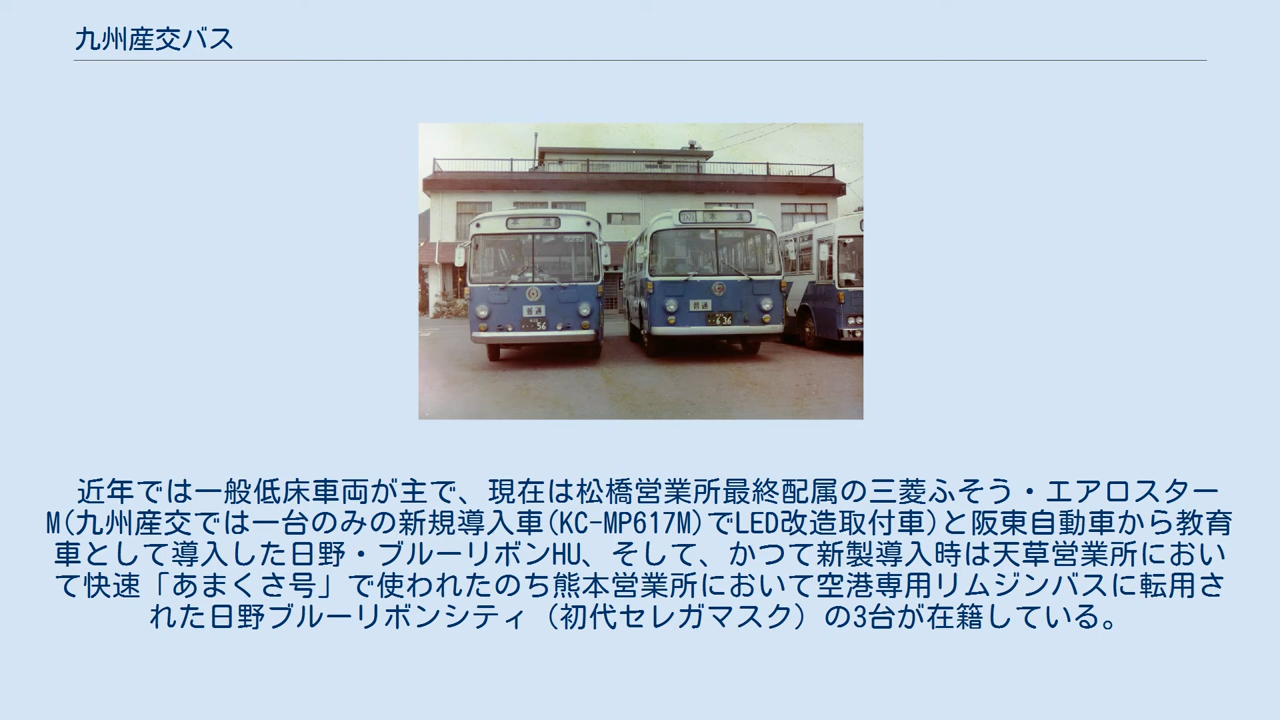 九州産交バス
普通
56
普通
636
近年では一般低床車両が主で、現在は松橋営業所最終配属の三菱ふそう・エアロスター
M(九州産交では一台のみの新規導入車(KC-MP617M)でLED改造取付車)と阪東自動車から教育
車として導入した日野・ブルーリボンHU、そして、かつて新製導入時は天草営業所におい
て快速「あまくさ号」で使われたのち熊本営業所において空港専用リムジンバスに転用さ
れた日野ブルーリボンシティ（初代セレガマスク）の3台が在籍している。